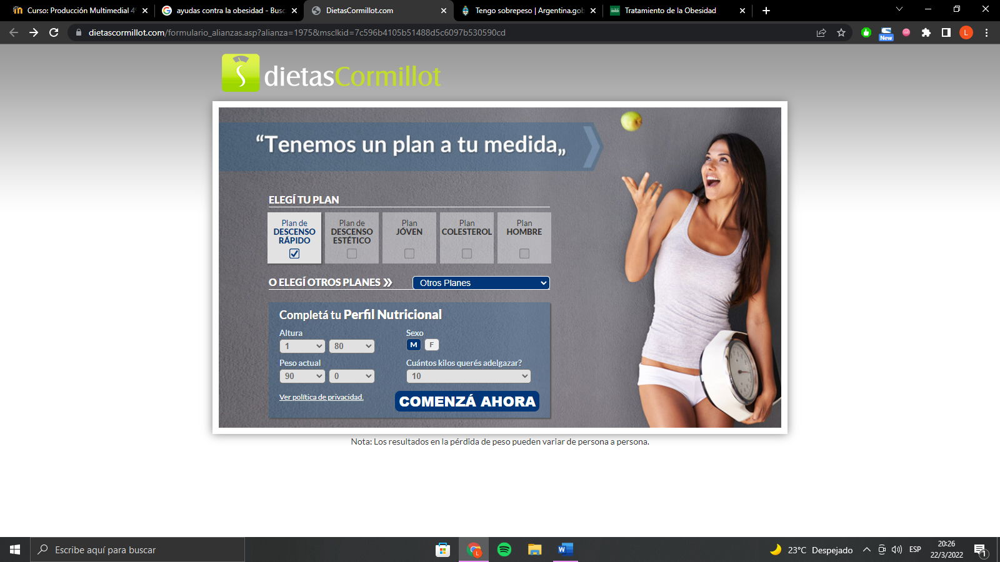 Curso: Producción Multimedial 4º
ayudas contra la obesidad - Busc
DietasCormillot.com
Tengo sobrepeso | Argentina.gob
Tratamiento de la Obesidad
dietascormillot.com/formulario_alianzas.asp?alianza=1975&msclkid=7c596b4105b51488d5c6097b530590cd
New
L
dietasCormillot
“Tenemos un plan a tu medida„
ELEGÍ TU PLAN
Plan de
DESCENSO
RÁPIDO
Plan de
DESCENSO
ESTÉTICO
Plan
JÓVEN
Plan
COLESTEROL
Plan
HOMBRE
O ELEGÍ OTROS PLANES »
Otros Planes
Completá tu Perfil Nutricional
Altura
1 80
Sexo
M F
Peso actual
90 0
Cuántos kilos querés adelgazar?
10
Ver política de privacidad.
COMENZÁ AHORA
Nota: Los resultados en la pérdida de peso pueden variar de persona a persona.
Escribe aquí para buscar
L
W
23°C Despejado
ESP
20:26
22/3/2022
1